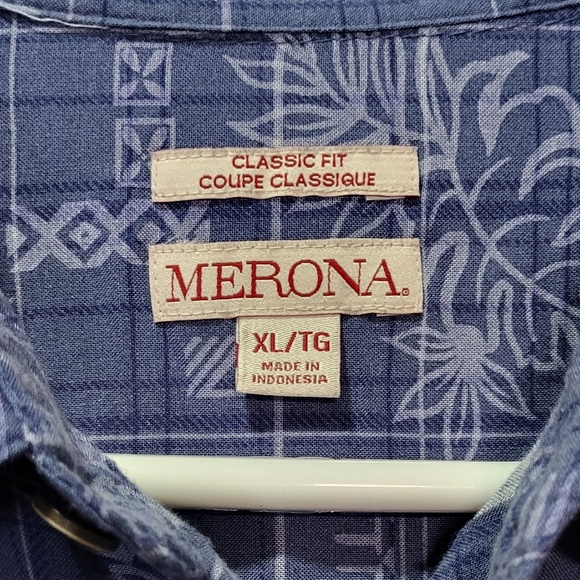 CLASSIC FIT
COUPE CLASSIQUE
MERONA®
XL/TG
MADE IN
INDONESIA